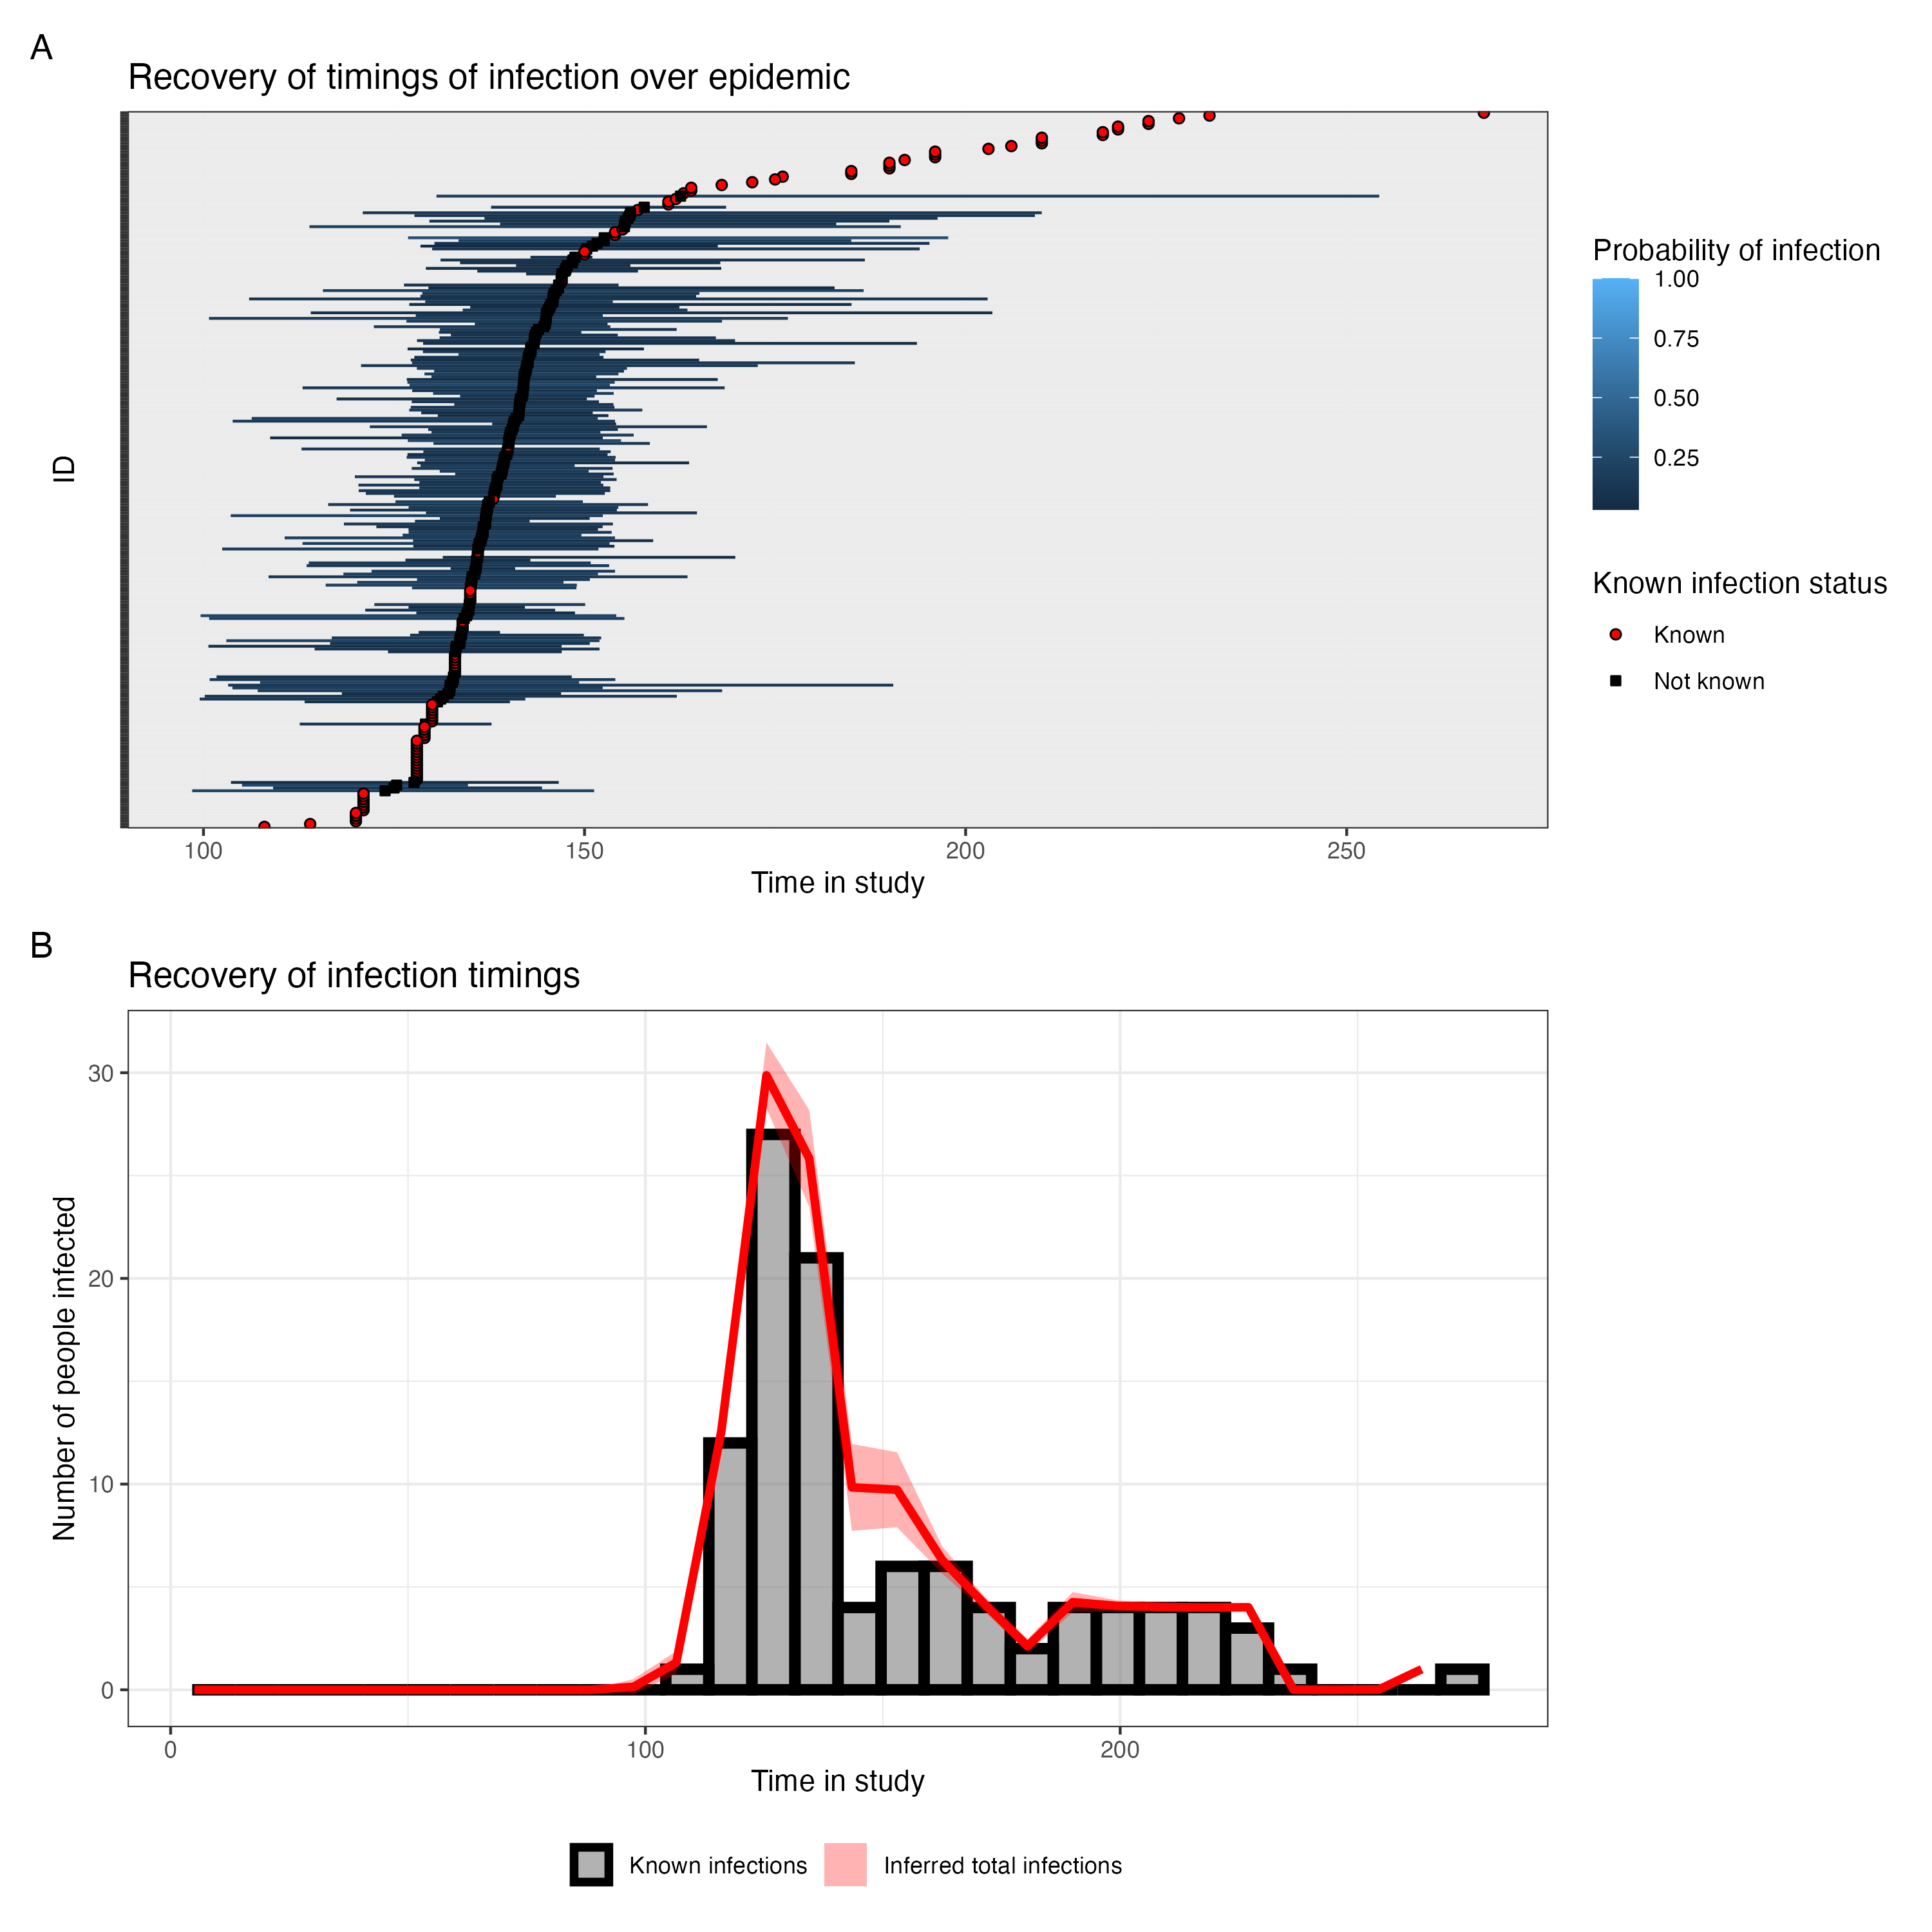 A
Recovery of timings of infection over epidemic
ID
100 150 200 250
Time in study
Probability of infection
1.00
0.75
0.50
0.25
Known infection status
Known
Not known
B
Recovery of infection timings
Number of people infected
30
20
10
0
0 100 200
Time in study
Known infections Inferred total infections